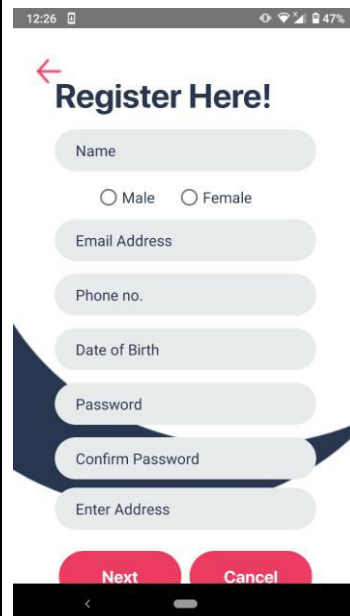 12:26 47%
Register Here!
Name
Male Female
Email Address
Phone no.
Date of Birth
Password
Confirm Password
Enter Address
Next Cancel